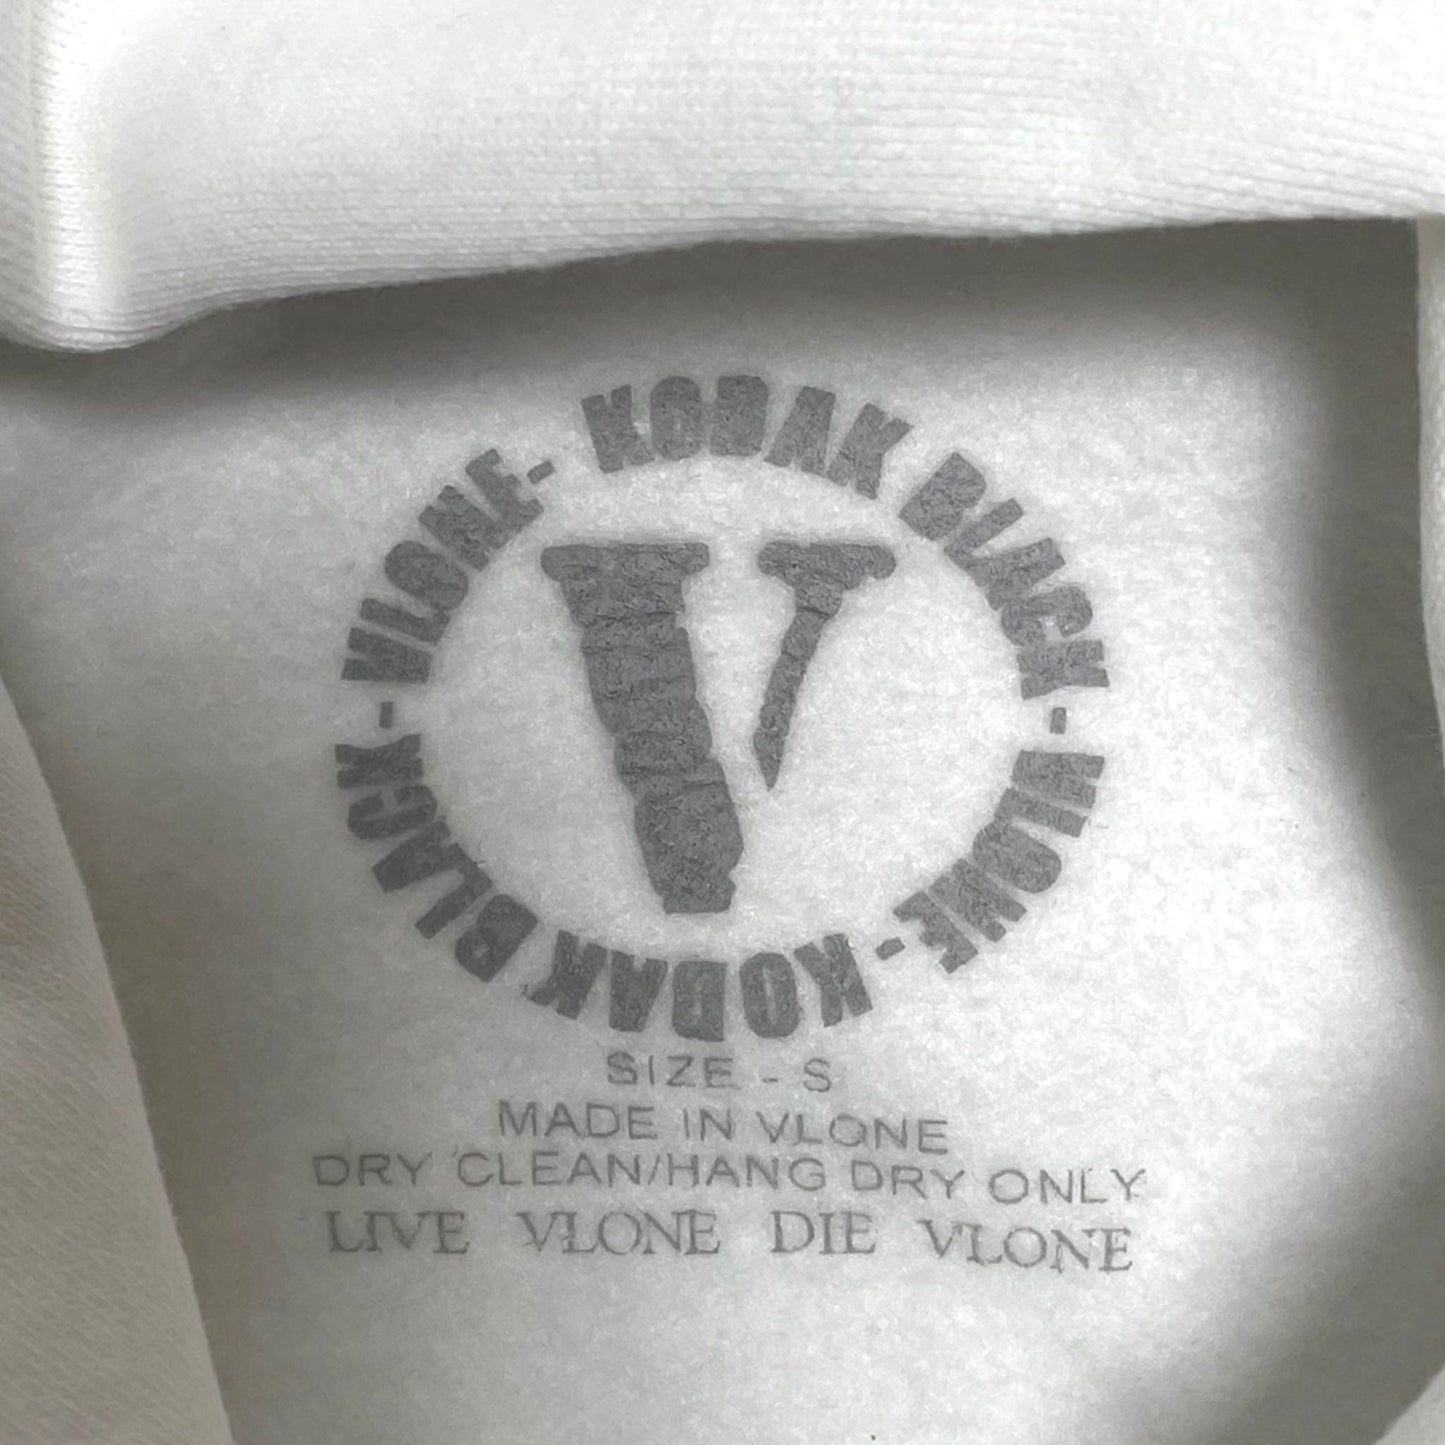 KODAK BLACK - VLONE - KODAK BLACK - VLONE -
V
SIZE - S
MADE IN VLONE
DRY CLEAN/HANG DRY ONLY
LIVE VLONE DIE VLONE